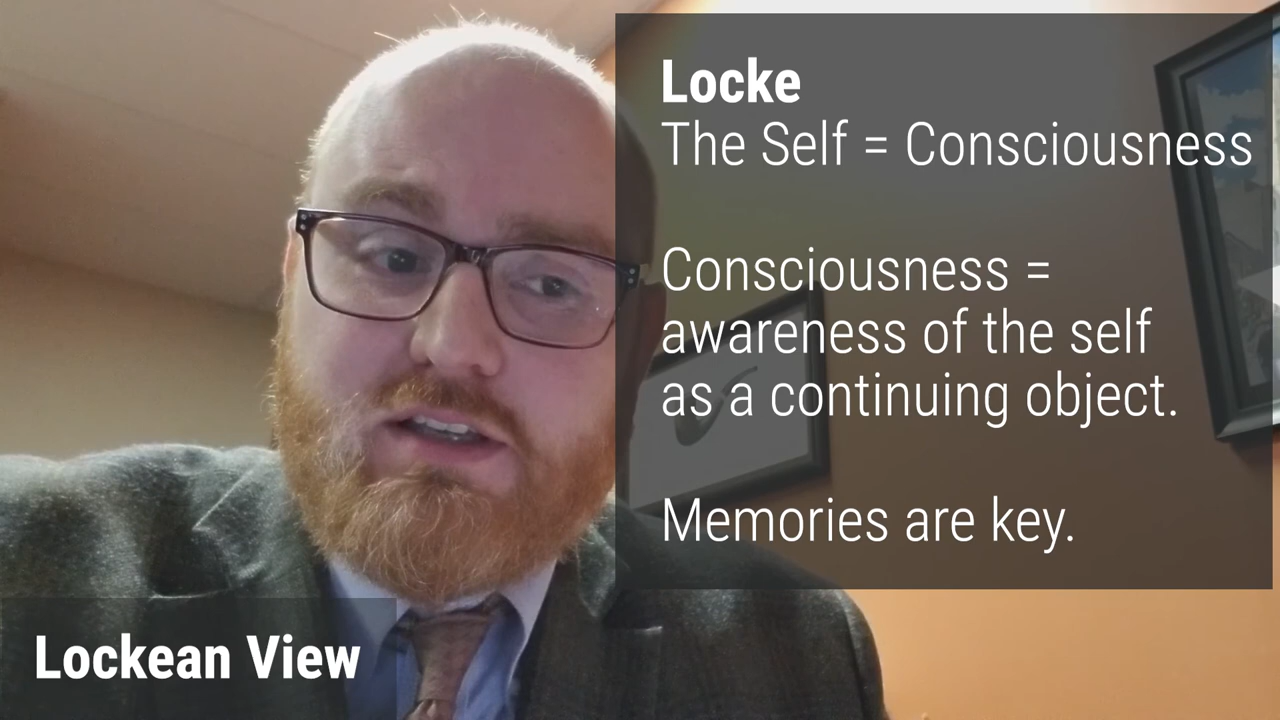 Locke
The Self = Consciousness
Consciousness =
awareness of the self
as a continuing object.
Memories are key.
Lockean View